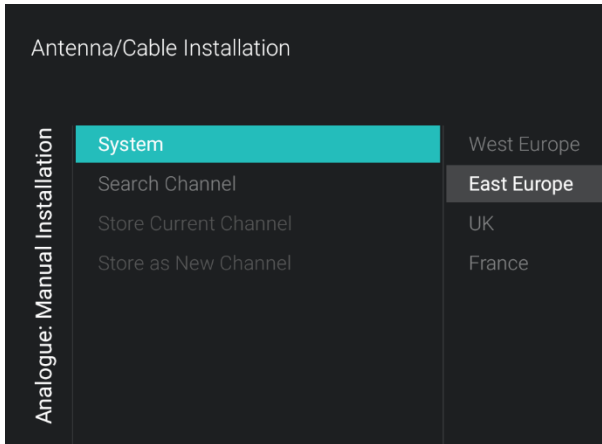 Antenna/Cable Installation
Analogue: Manual Installation
System
Search Channel
Store Current Channel
Store as New Channel
West Europe
East Europe
UK
France